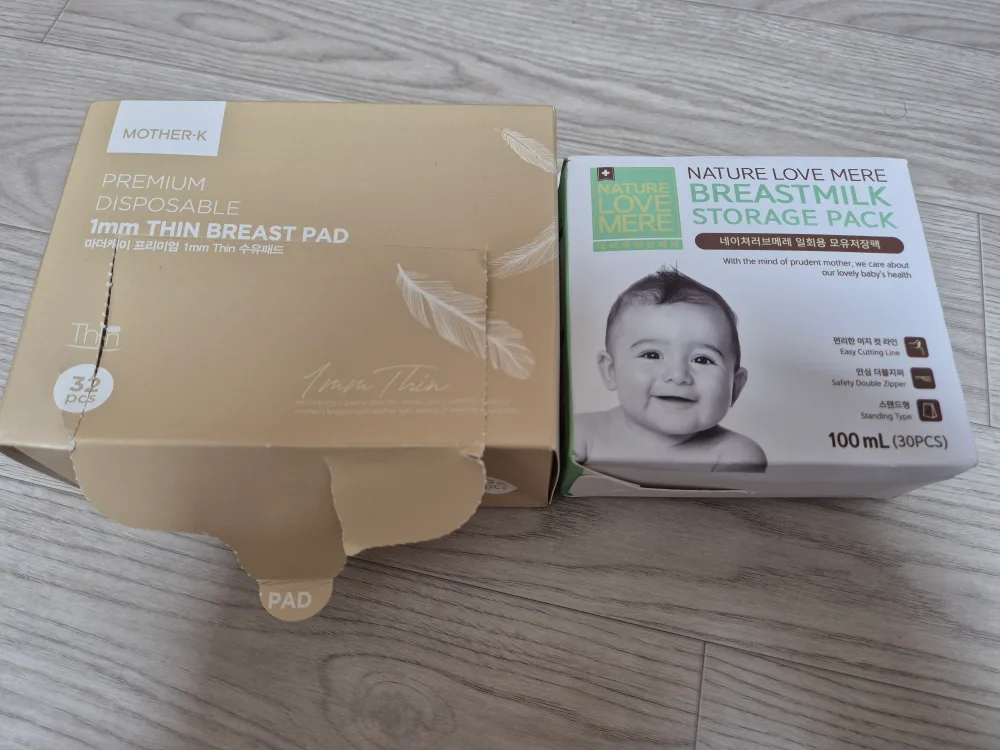 MOTHER-K
PREMIUM
DISPOSABLE
1mm THIN BREAST PAD
마더케이 프리미엄 1mm Thin 수유패드
Thin
32
pcs
1mm Thin
pcs
PAD
NATURE
LOVE
MERE
NATURE LOVE MERE
BREASTMILK
STORAGE PACK
네이쳐러브메레 일회용 모유저장팩
With the mind of prudent mother, we care about
our lovely baby's health
편리한 이지 컷 라인
Easy Cutting Line
안심 더블지퍼
Safety Double Zipper
스탠드형
Standing Type
100 mL (30PCS)